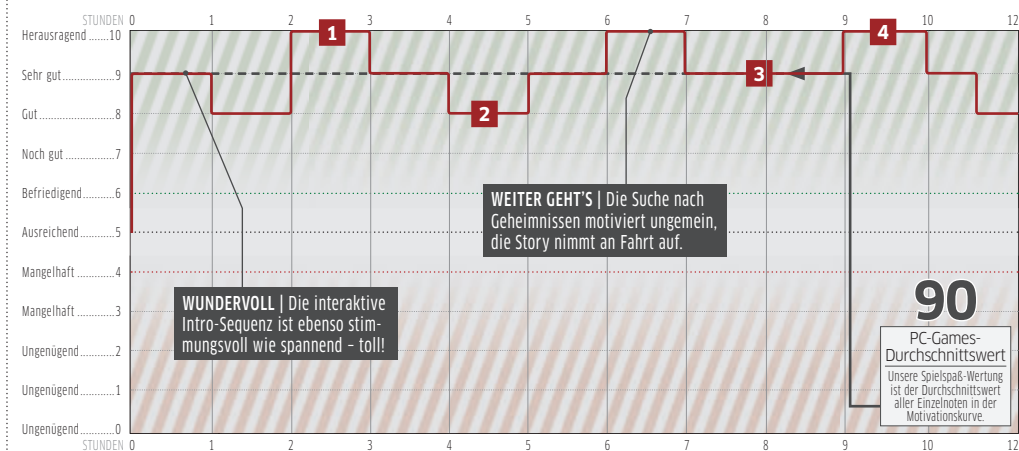 STUNDEN 0 1 2 3 4 5 6 7 8 9 10 12
Herausragend ......10
Sehr gut ................9
Gut ........................8
Noch gut ..............7
Befriedigend .........6
Ausreichend ..........5
Mangelhaft ...........4
Mangelhaft ...........3
Ungenügend ..........2
Ungenügend ..........1
Ungenügend ..........0
STUNDEN 0 1 2 3 4 5 6 7 8 9 10 12
1
2
3
4
WUNDERVOLL | Die interaktive
Intro-Sequenz ist ebenso stim-
mungsvoll wie spannend – toll!
WEITER GEHT'S | Die Suche nach
Geheimnissen motiviert ungemein,
die Story nimmt an Fahrt auf.
90
PC-Games-
Durchschnittswert
Unsere Spielspaß-Wertung
ist der Durchschnittswert
aller Einzelnoten in der
Motivationskurve.